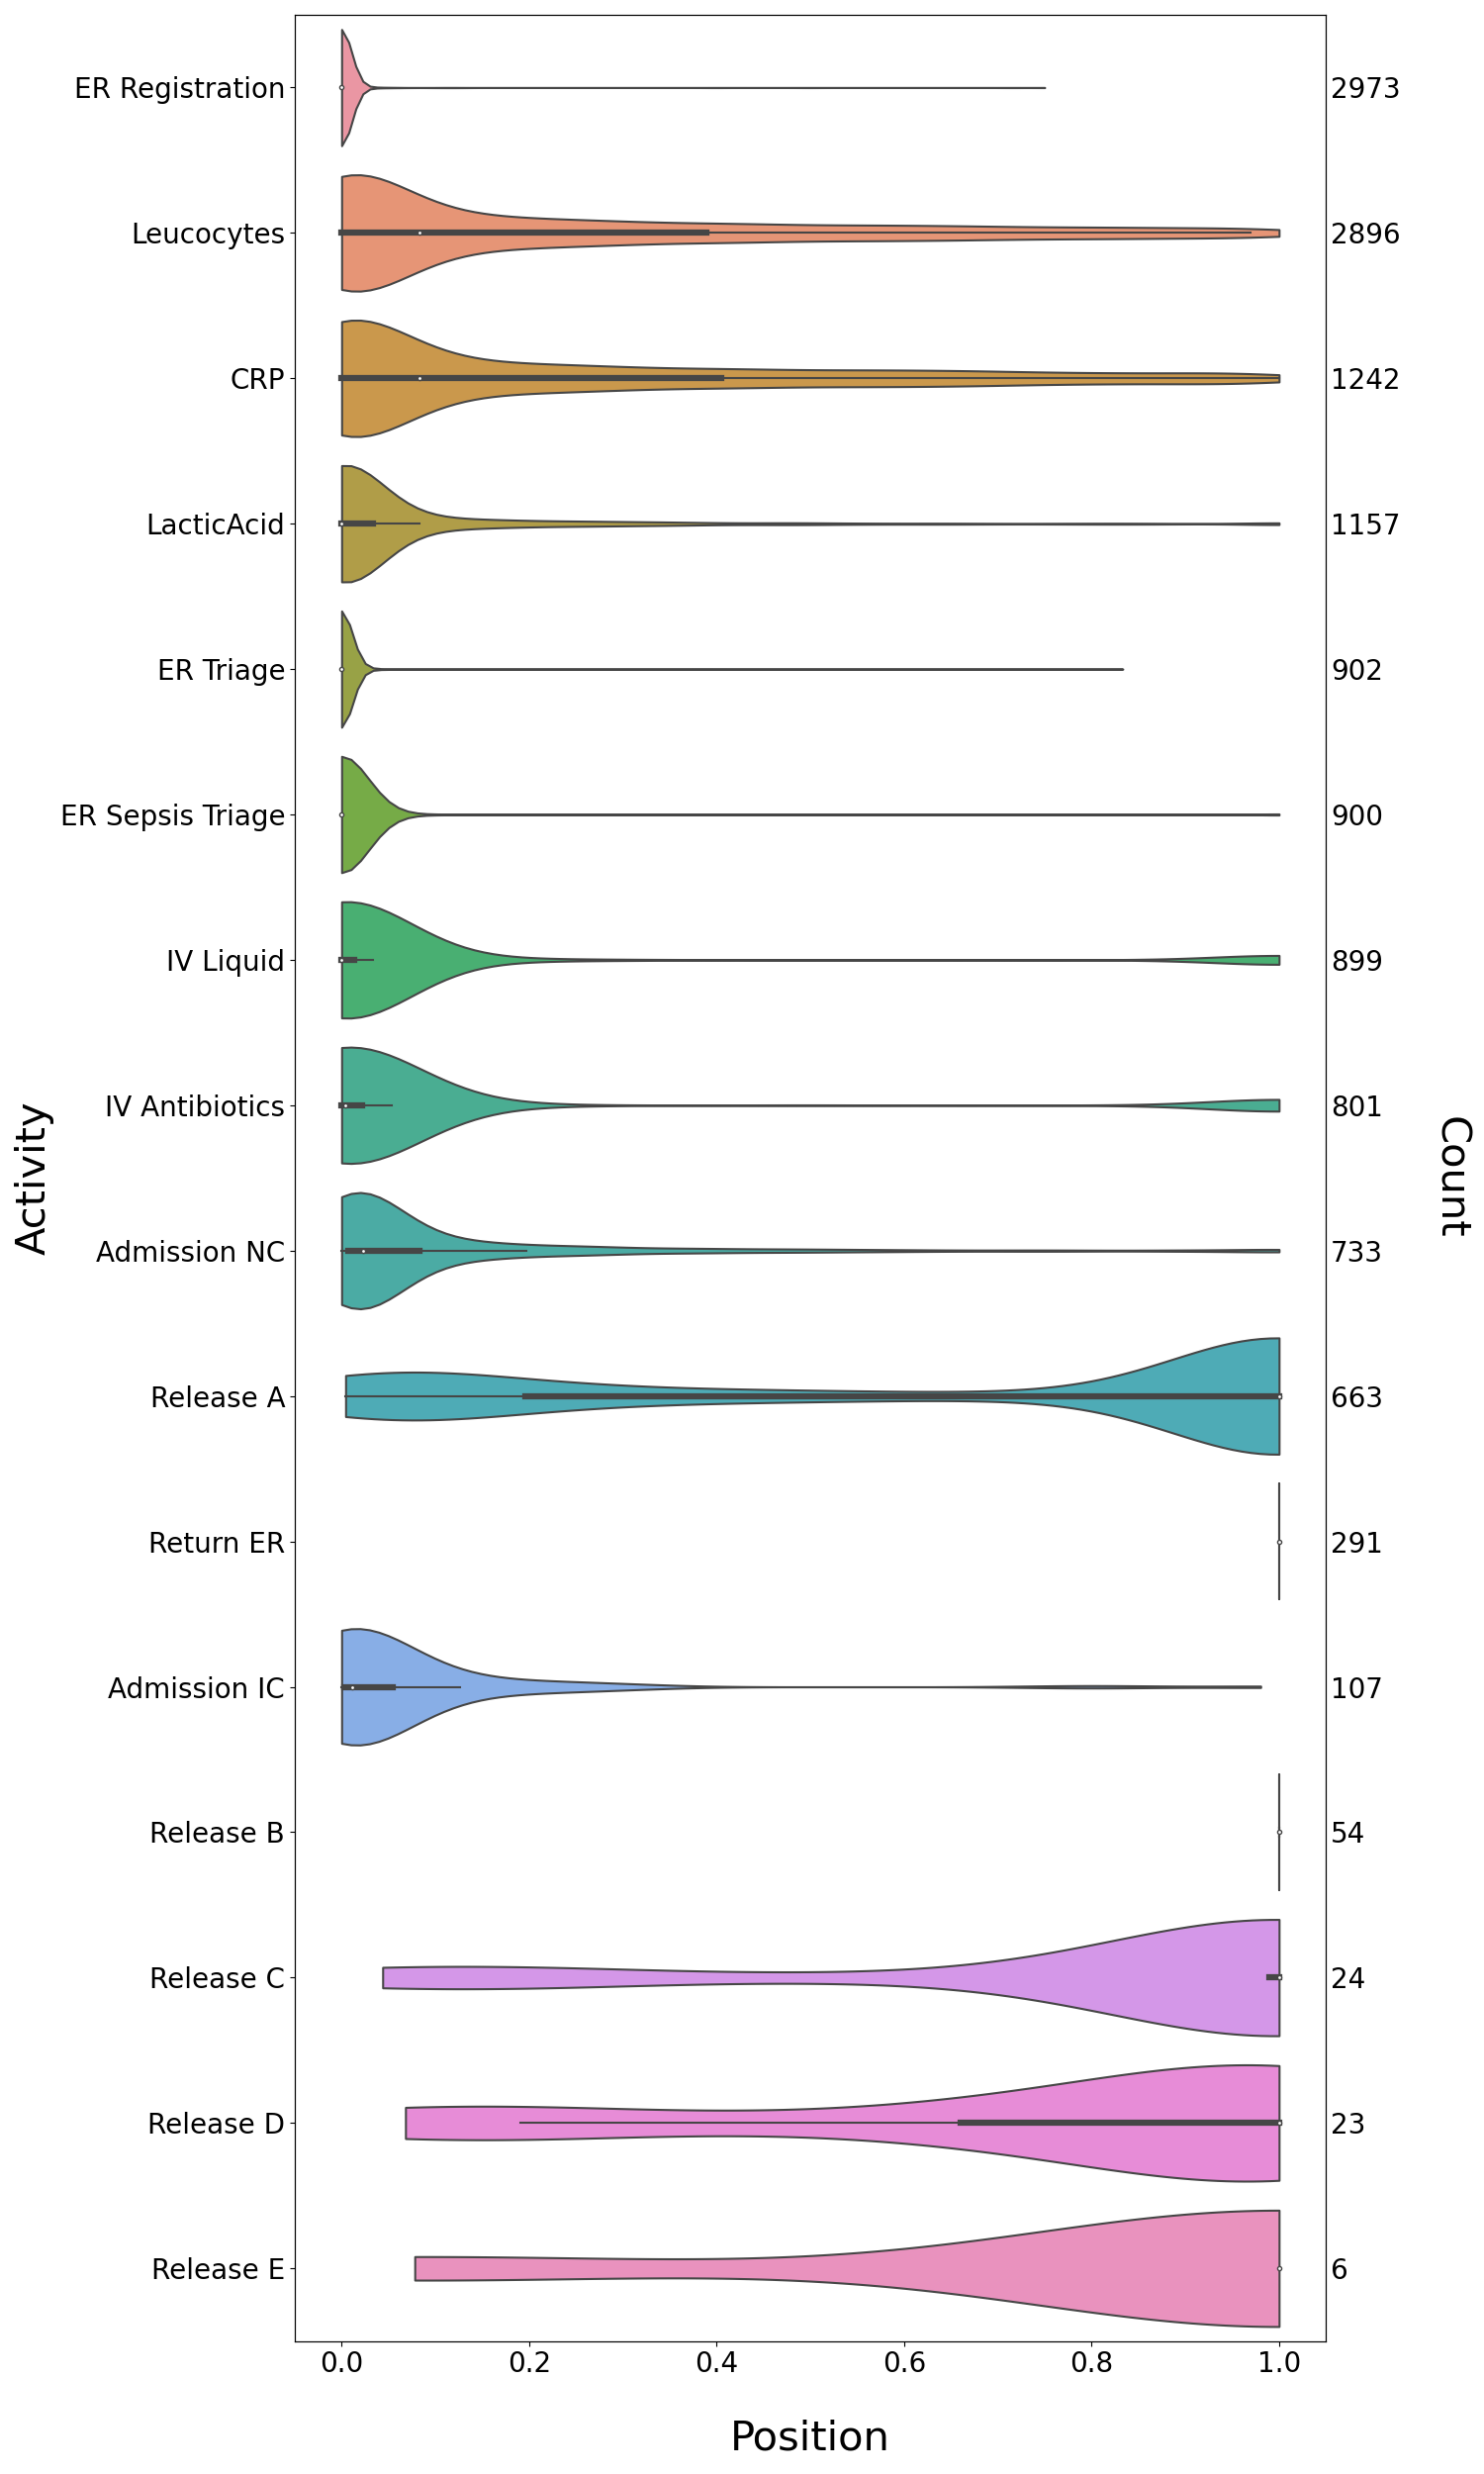 ER Registration 2973
Leucocytes 2896
CRP 1242
LacticAcid 1157
ER Triage 902
ER Sepsis Triage 900
IV Liquid 899
IV Antibiotics 801
Admission NC 733
Release A 663
Return ER 291
Admission IC 107
Release B 54
Release C 24
Release D 23
Release E 6
Activity
Count
0.0 0.2 0.4 0.6 0.8 1.0
Position